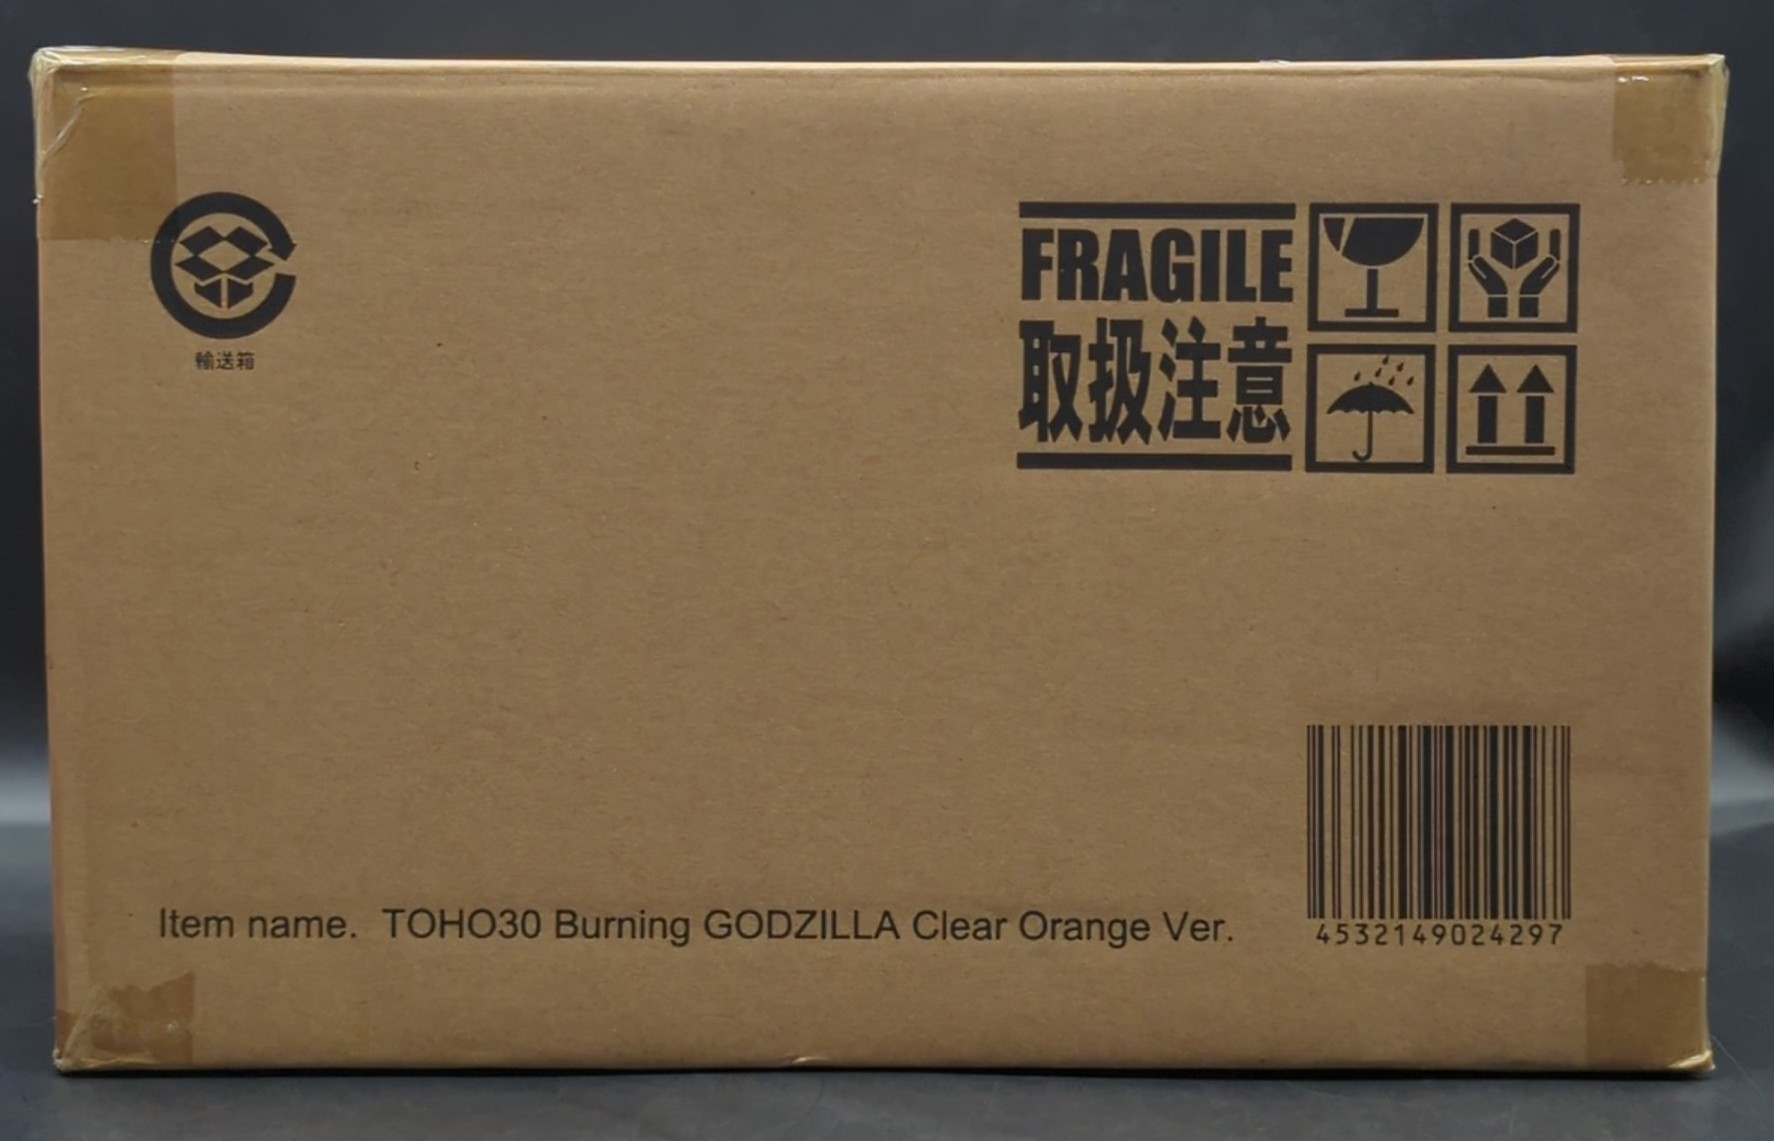 輸送箱
FRAGILE
取扱注意
Item name. TOHO30 Burning GODZILLA Clear Orange Ver.
4532149024297